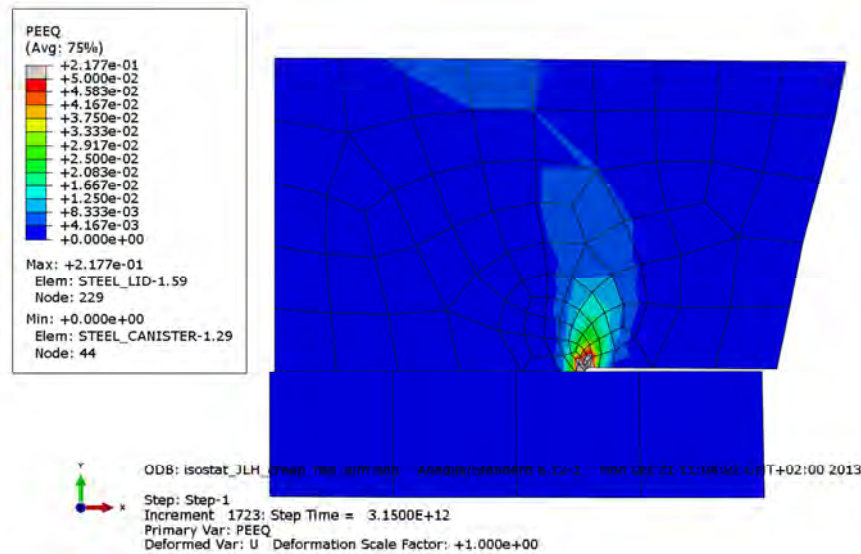 PEEQ
(Avg: 75%)
+2.177e-01
+5.000e-02
+4.583e-02
+4.167e-02
+3.750e-02
+3.333e-02
+2.917e-02
+2.500e-02
+2.083e-02
+1.667e-02
+1.250e-02
+8.333e-03
+4.167e-03
+0.000e+00
Max: +2.177e-01
Elem: STEEL_LID-1.59
Node: 229
Min: +0.000e+00
Elem: STEEL_CANISTER-1.29
Node: 44
Y
X
ODB: 2013
Step: Step-1
Increment 1723: Step Time = 3.1500E+12
Primary Var: PEEQ
Deformed Var: U Deformation Scale Factor: +1.000e+00